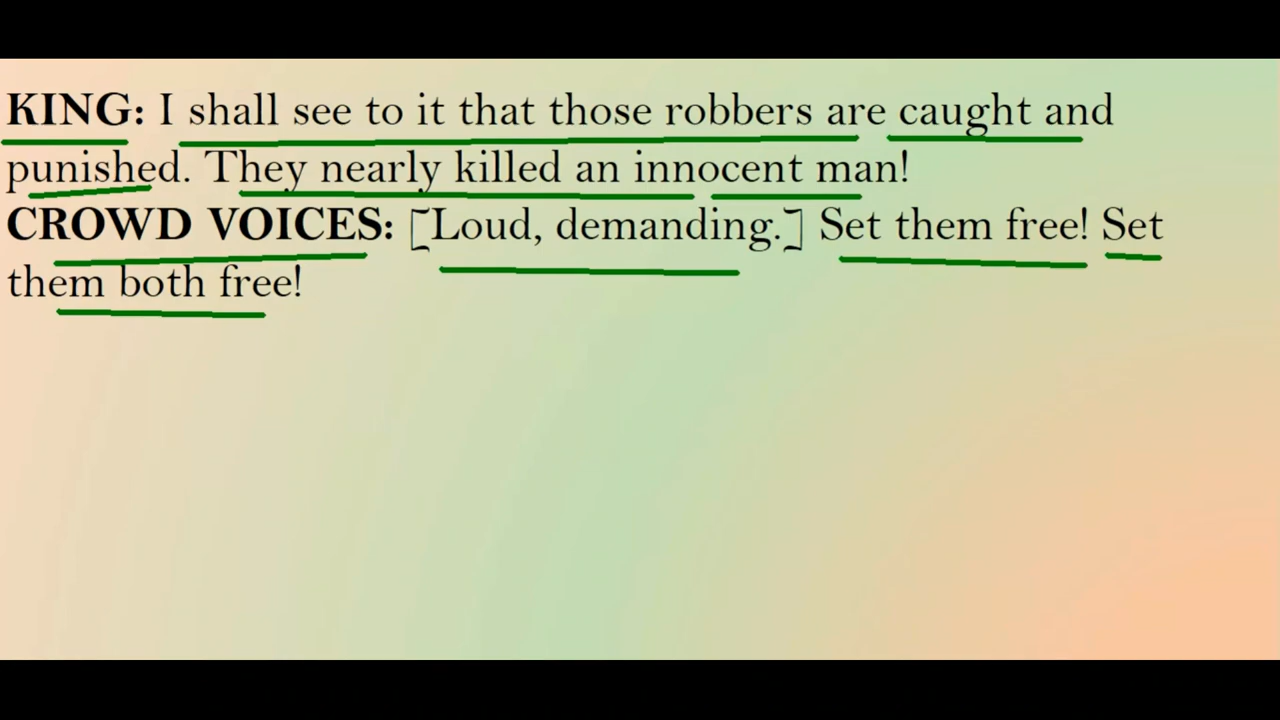 KING: I shall see to it that those robbers are caught and
punished. They nearly killed an innocent man!
CROWD VOICES: [Loud, demanding.] Set them free! Set
them both free!